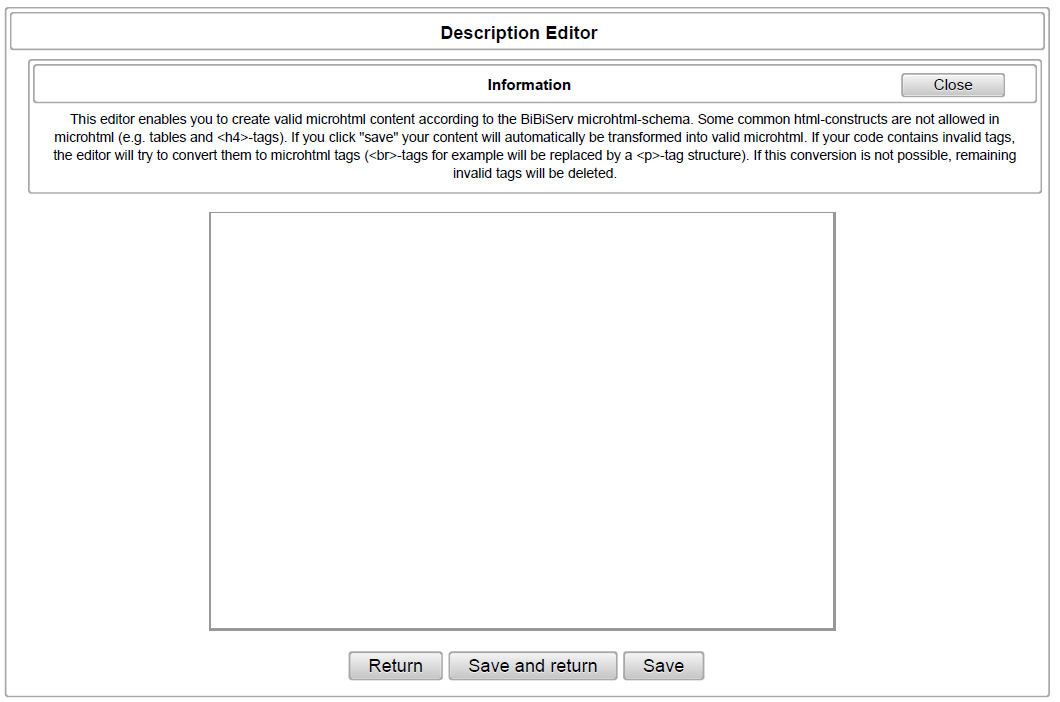 Description Editor
Information
Close
This editor enables you to create valid microhtml content according to the BiBiServ microhtml-schema. Some common html-constructs are not allowed in
microhtml (e.g. tables and <h4>-tags). If you click "save" your content will automatically be transformed into valid microhtml. If your code contains invalid tags,
the editor will try to convert them to microhtml tags (<br>-tags for example will be replaced by a <p>-tag structure). If this conversion is not possible, remaining
invalid tags will be deleted.
Return
Save and return
Save